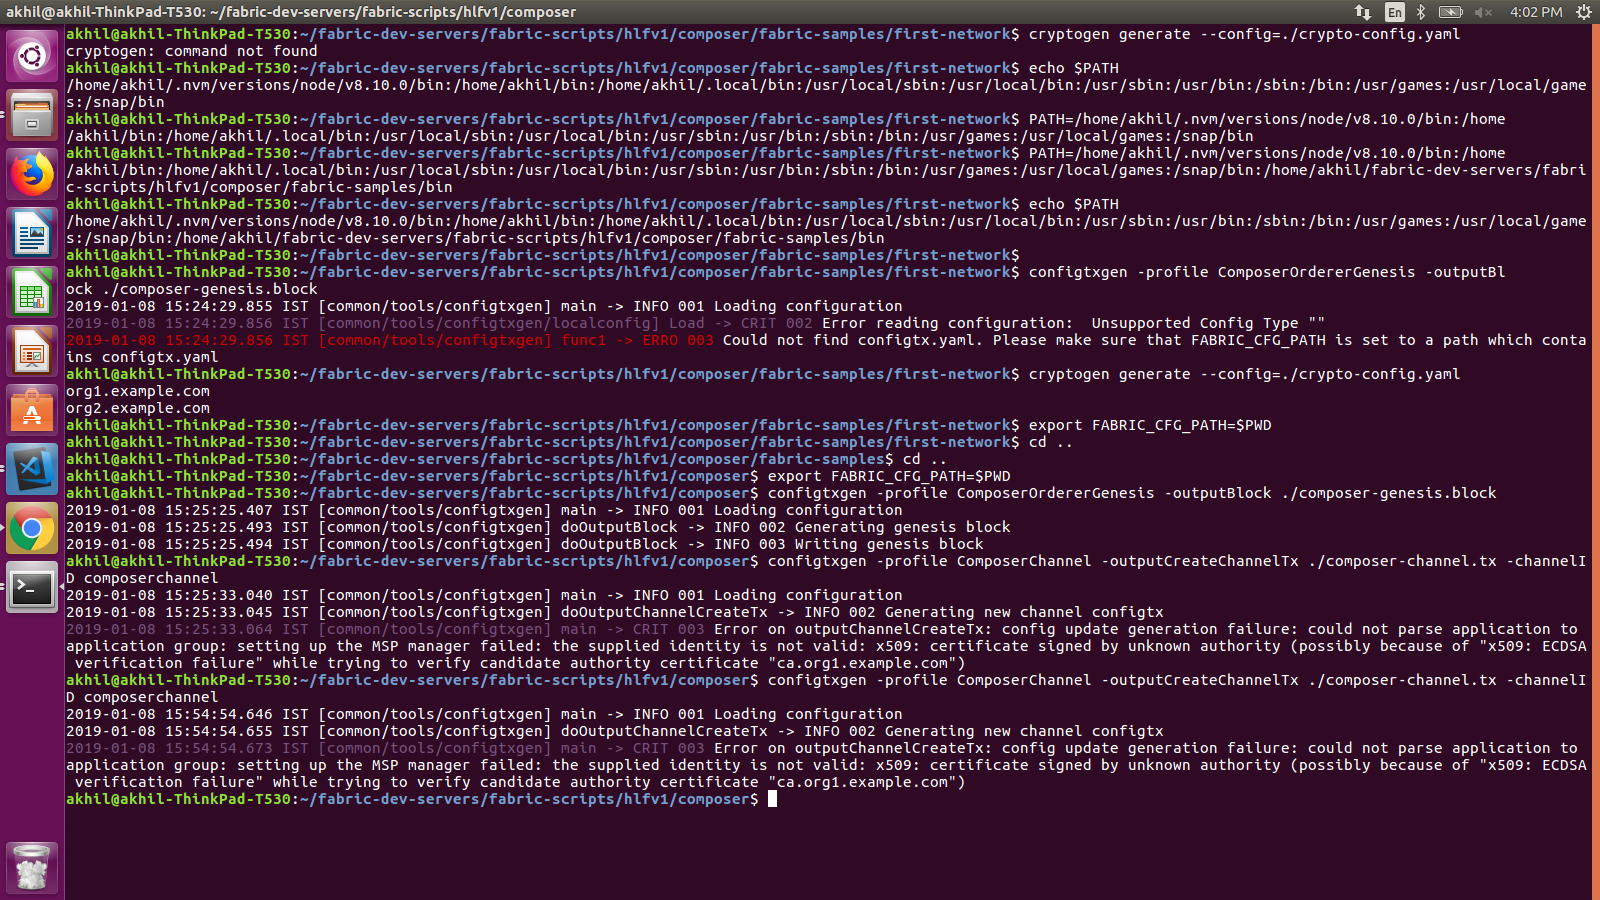 akhil@akhil-ThinkPad-T530: ~/fabric-dev-servers/fabric-scripts/hlfv1/composer
En
4:02 PM
akhil@akhil-ThinkPad-T530:~/fabric-dev-servers/fabric-scripts/hlfv1/composer/fabric-samples/first-network$ cryptogen generate --config=./crypto-config.yaml
cryptogen: command not found
akhil@akhil-ThinkPad-T530:~/fabric-dev-servers/fabric-scripts/hlfv1/composer/fabric-samples/first-network$ echo $PATH
/home/akhil/.nvm/versions/node/v8.10.0/bin:/home/akhil/bin:/home/akhil/.local/bin:/usr/local/sbin:/usr/local/bin:/usr/sbin:/usr/bin:/sbin:/bin:/usr/games:/usr/local/game
s:/snap/bin
akhil@akhil-ThinkPad-T530:~/fabric-dev-servers/fabric-scripts/hlfv1/composer/fabric-samples/first-network$ PATH=/home/akhil/.nvm/versions/node/v8.10.0/bin:/home
/akhil/bin:/home/akhil/.local/bin:/usr/local/sbin:/usr/local/bin:/usr/sbin:/usr/bin:/sbin:/bin:/usr/games:/usr/local/games:/snap/bin
akhil@akhil-ThinkPad-T530:~/fabric-dev-servers/fabric-scripts/hlfv1/composer/fabric-samples/first-network$ PATH=/home/akhil/.nvm/versions/node/v8.10.0/bin:/home
/akhil/bin:/home/akhil/.local/bin:/usr/local/sbin:/usr/local/bin:/usr/sbin:/usr/bin:/sbin:/bin:/usr/games:/usr/local/games:/snap/bin:/home/akhil/fabric-dev-servers/fabri
c-scripts/hlfv1/composer/fabric-samples/bin
akhil@akhil-ThinkPad-T530:~/fabric-dev-servers/fabric-scripts/hlfv1/composer/fabric-samples/first-network$ echo $PATH
/home/akhil/.nvm/versions/node/v8.10.0/bin:/home/akhil/bin:/home/akhil/.local/bin:/usr/local/sbin:/usr/local/bin:/usr/sbin:/usr/bin:/sbin:/bin:/usr/games:/usr/local/game
s:/snap/bin:/home/akhil/fabric-dev-servers/fabric-scripts/hlfv1/composer/fabric-samples/bin
akhil@akhil-ThinkPad-T530:~/fabric-dev-servers/fabric-scripts/hlfv1/composer/fabric-samples/first-network$
akhil@akhil-ThinkPad-T530:~/fabric-dev-servers/fabric-scripts/hlfv1/composer/fabric-samples/first-network$ configtxgen -profile ComposerOrdererGenesis -outputBl
ock ./composer-genesis.block
2019-01-08 15:24:29.855 IST [common/tools/configtxgen] main -> INFO 001 Loading configuration
2019-01-08 15:24:29.856 IST [common/tools/configtxgen/localconfig] Load -> CRIT 002 Error reading configuration:  Unsupported Config Type ""
2019-01-08 15:24:29.856 IST [common/tools/configtxgen] func1 -> ERRO 003 Could not find configtx.yaml. Please make sure that FABRIC_CFG_PATH is set to a path which conta
ins configtx.yaml
akhil@akhil-ThinkPad-T530:~/fabric-dev-servers/fabric-scripts/hlfv1/composer/fabric-samples/first-network$ cryptogen generate --config=./crypto-config.yaml
org1.example.com
org2.example.com
akhil@akhil-ThinkPad-T530:~/fabric-dev-servers/fabric-scripts/hlfv1/composer/fabric-samples/first-network$ export FABRIC_CFG_PATH=$PWD
akhil@akhil-ThinkPad-T530:~/fabric-dev-servers/fabric-scripts/hlfv1/composer/fabric-samples/first-network$ cd ..
akhil@akhil-ThinkPad-T530:~/fabric-dev-servers/fabric-scripts/hlfv1/composer/fabric-samples$ cd ..
akhil@akhil-ThinkPad-T530:~/fabric-dev-servers/fabric-scripts/hlfv1/composer$ export FABRIC_CFG_PATH=$PWD
akhil@akhil-ThinkPad-T530:~/fabric-dev-servers/fabric-scripts/hlfv1/composer$ configtxgen -profile ComposerOrdererGenesis -outputBlock ./composer-genesis.block
2019-01-08 15:25:25.407 IST [common/tools/configtxgen] main -> INFO 001 Loading configuration
2019-01-08 15:25:25.493 IST [common/tools/configtxgen] doOutputBlock -> INFO 002 Generating genesis block
2019-01-08 15:25:25.494 IST [common/tools/configtxgen] doOutputBlock -> INFO 003 Writing genesis block
akhil@akhil-ThinkPad-T530:~/fabric-dev-servers/fabric-scripts/hlfv1/composer$ configtxgen -profile ComposerChannel -outputCreateChannelTx ./composer-channel.tx -channelI
D composerchannel
2019-01-08 15:25:33.040 IST [common/tools/configtxgen] main -> INFO 001 Loading configuration
2019-01-08 15:25:33.045 IST [common/tools/configtxgen] doOutputChannelCreateTx -> INFO 002 Generating new channel configtx
2019-01-08 15:25:33.064 IST [common/tools/configtxgen] main -> CRIT 003 Error on outputChannelCreateTx: config update generation failure: could not parse application to
application group: setting up the MSP manager failed: the supplied identity is not valid: x509: certificate signed by unknown authority (possibly because of "x509: ECDSA
 verification failure" while trying to verify candidate authority certificate "ca.org1.example.com")
akhil@akhil-ThinkPad-T530:~/fabric-dev-servers/fabric-scripts/hlfv1/composer$ configtxgen -profile ComposerChannel -outputCreateChannelTx ./composer-channel.tx -channelI
D composerchannel
2019-01-08 15:54:54.646 IST [common/tools/configtxgen] main -> INFO 001 Loading configuration
2019-01-08 15:54:54.655 IST [common/tools/configtxgen] doOutputChannelCreateTx -> INFO 002 Generating new channel configtx
2019-01-08 15:54:54.673 IST [common/tools/configtxgen] main -> CRIT 003 Error on outputChannelCreateTx: config update generation failure: could not parse application to
application group: setting up the MSP manager failed: the supplied identity is not valid: x509: certificate signed by unknown authority (possibly because of "x509: ECDSA
 verification failure" while trying to verify candidate authority certificate "ca.org1.example.com")
akhil@akhil-ThinkPad-T530:~/fabric-dev-servers/fabric-scripts/hlfv1/composer$